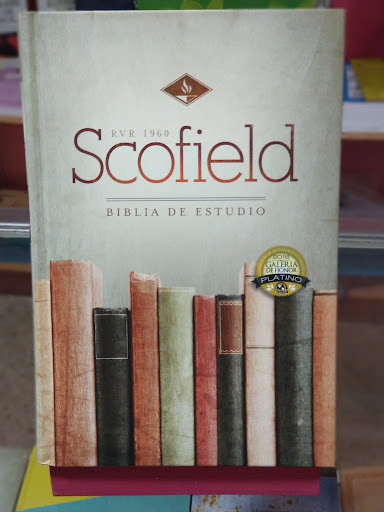 RVR 1960
Scofield
BIBLIA DE ESTUDIO
GALERÍA
DE HONOR
PLATINO